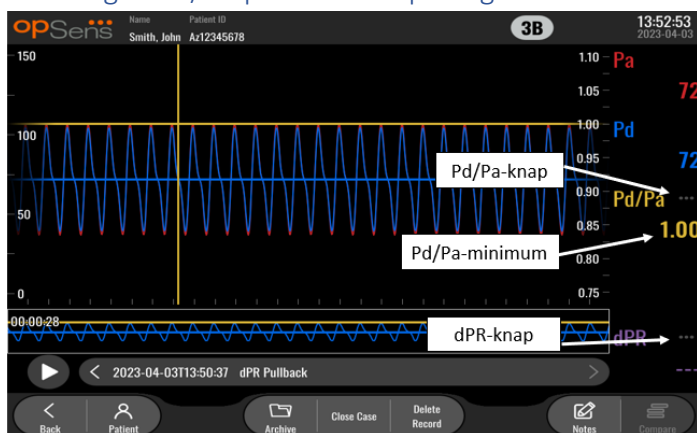 opSens
Name
Patient ID
Smith, John
Az12345678
3B
13:52:53
2023-04-03
150
100
50
0
1.10
1.05
1.00
0.95
0.90
0.85
0.80
0.75
Pa
72
Pd
72
Pd/Pa-knap
---
Pd/Pa
1.00
Pd/Pa-minimum
00:00:28
dPR-knap
dPR
---
---
2023-04-03T13:50:37 dPR Pullback
Back
Patient
Archive
Close Case
Delete
Record
Notes
Compare